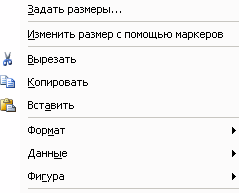 Задать размеры...
Изменить размер с помощью маркеров
Вырезать
Копировать
Вставить
Формат
Данные
Фигура